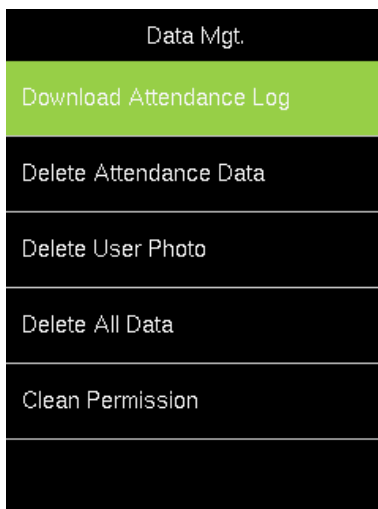 Data Mgt.
Download Attendance Log
Delete Attendance Data
Delete User Photo
Delete All Data
Clean Permission